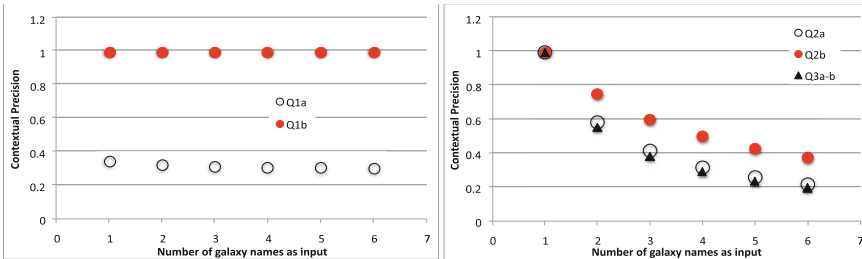 1.2
1
0.8
0.6
0.4
0.2
0
Contextual Precision
Q1a
Q1b
0 1 2 3 4 5 6 7
Number of galaxy names as input
1.2
1
0.8
0.6
0.4
0.2
0
Contextual Precision
Q2a
Q2b
Q3a-b
0 1 2 3 4 5 6 7
Number of galaxy names as input